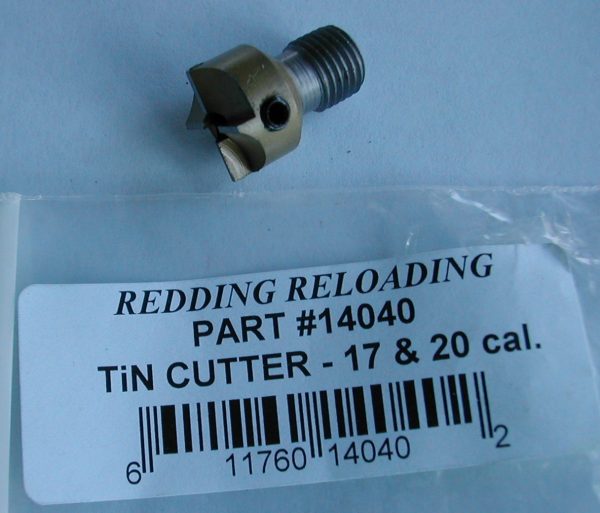 REDDING RELOADING
PART #14040
TiN CUTTER - 17 & 20 cal.
6 11760 14040 2